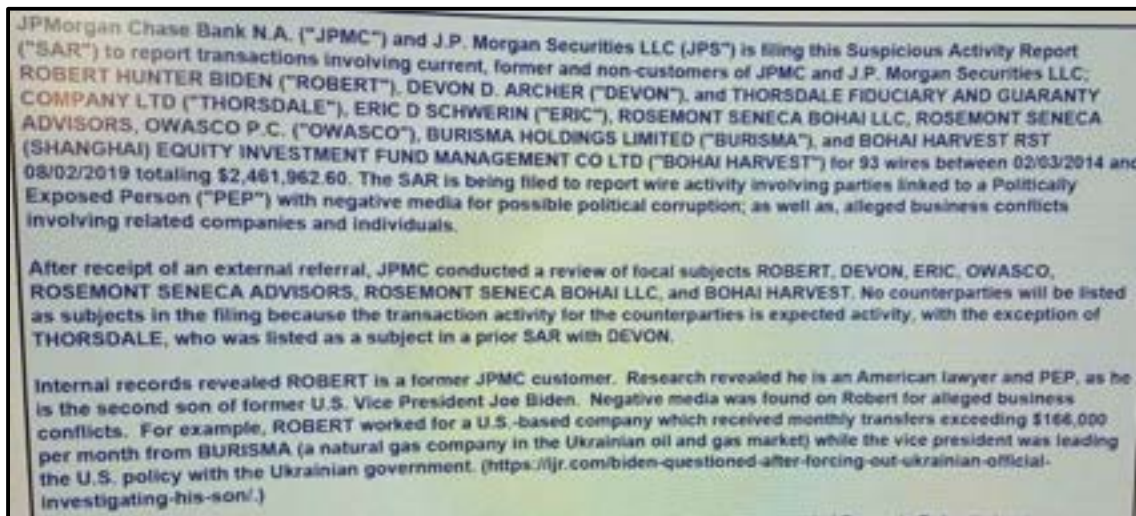 JPMorgan Chase Bank N.A. ("JPMC") and J.P. Morgan Securities LLC (JPS") is filing this Suspicious Activity Report
("SAR") to report transactions involving current, former and non-customers of JPMC and J.P. Morgan Securities LLC;
ROBERT HUNTER BIDEN ("ROBERT"), DEVON D. ARCHER ("DEVON"), and THORSDALE FIDUCIARY AND GUARANTY
COMPANY LTD ("THORSDALE"), ERIC D SCHWERIN ("ERIC"), ROSEMONT SENECA BOHAI LLC, ROSEMONT SENECA
ADVISORS, OWASCO P.C. ("OWASCO"), BURISMA HOLDINGS LIMITED ("BURISMA"), and BOHAI HARVEST RST
(SHANGHAI) EQUITY INVESTMENT FUND MANAGEMENT CO LTD ("BOHAI HARVEST") for 93 wires between 02/03/2014 and
08/02/2019 totaling $2,461,962.60. The SAR is being filed to report wire activity involving parties linked to a Politically
Exposed Person ("PEP") with negative media for possible political corruption; as well as, alleged business conflicts
involving related companies and individuals.
After receipt of an external referral, JPMC conducted a review of focal subjects ROBERT, DEVON, ERIC, OWASCO,
ROSEMONT SENECA ADVISORS, ROSEMONT SENECA BOHAI LLC, and BOHAI HARVEST. No counterparties will be listed
as subjects in the filing because the transaction activity for the counterparties is expected activity, with the exception of
THORSDALE, who was listed as a subject in a prior SAR with DEVON.
Internal records revealed ROBERT is a former JPMC customer. Research revealed he is an American lawyer and PEP, as he
is the second son of former U.S. Vice President Joe Biden. Negative media was found on Robert for alleged business
conflicts. For example, ROBERT worked for a U.S.-based company which received monthly transfers exceeding $166,000
per month from BURISMA (a natural gas company in the Ukrainian oil and gas market) while the vice president was leading
the U.S. policy with the Ukrainian government. (https://ijr.com/biden-questioned-after-forcing-out-ukrainian-official-
investigating-his-son/.)